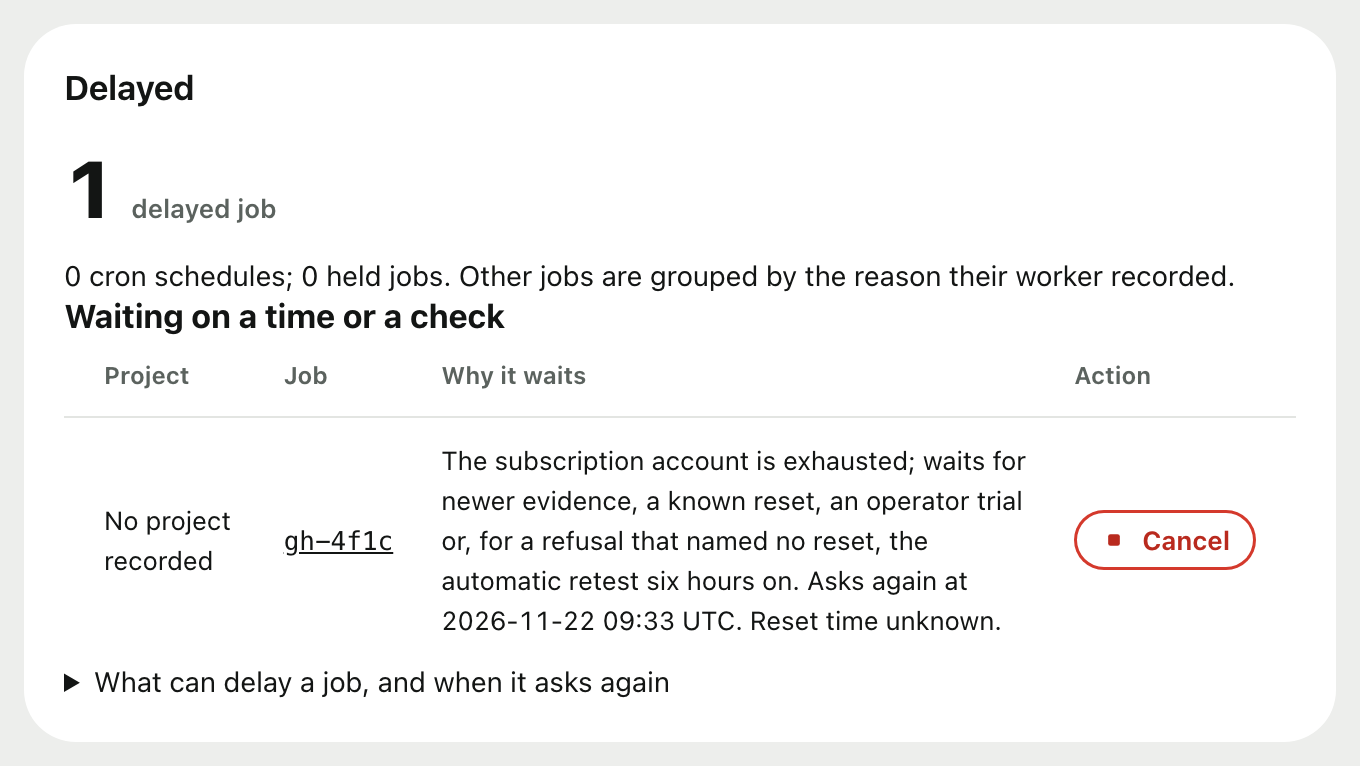 Delayed
1 delayed job
0 cron schedules; 0 held jobs. Other jobs are grouped by the reason their worker recorded.
Waiting on a time or a check
Project Job Why it waits Action
No project
recorded
gh–4f1c
The subscription account is exhausted; waits for
newer evidence, a known reset, an operator trial
or, for a refusal that named no reset, the
automatic retest six hours on. Asks again at
2026-11-22 09:33 UTC. Reset time unknown.
Cancel
What can delay a job, and when it asks again